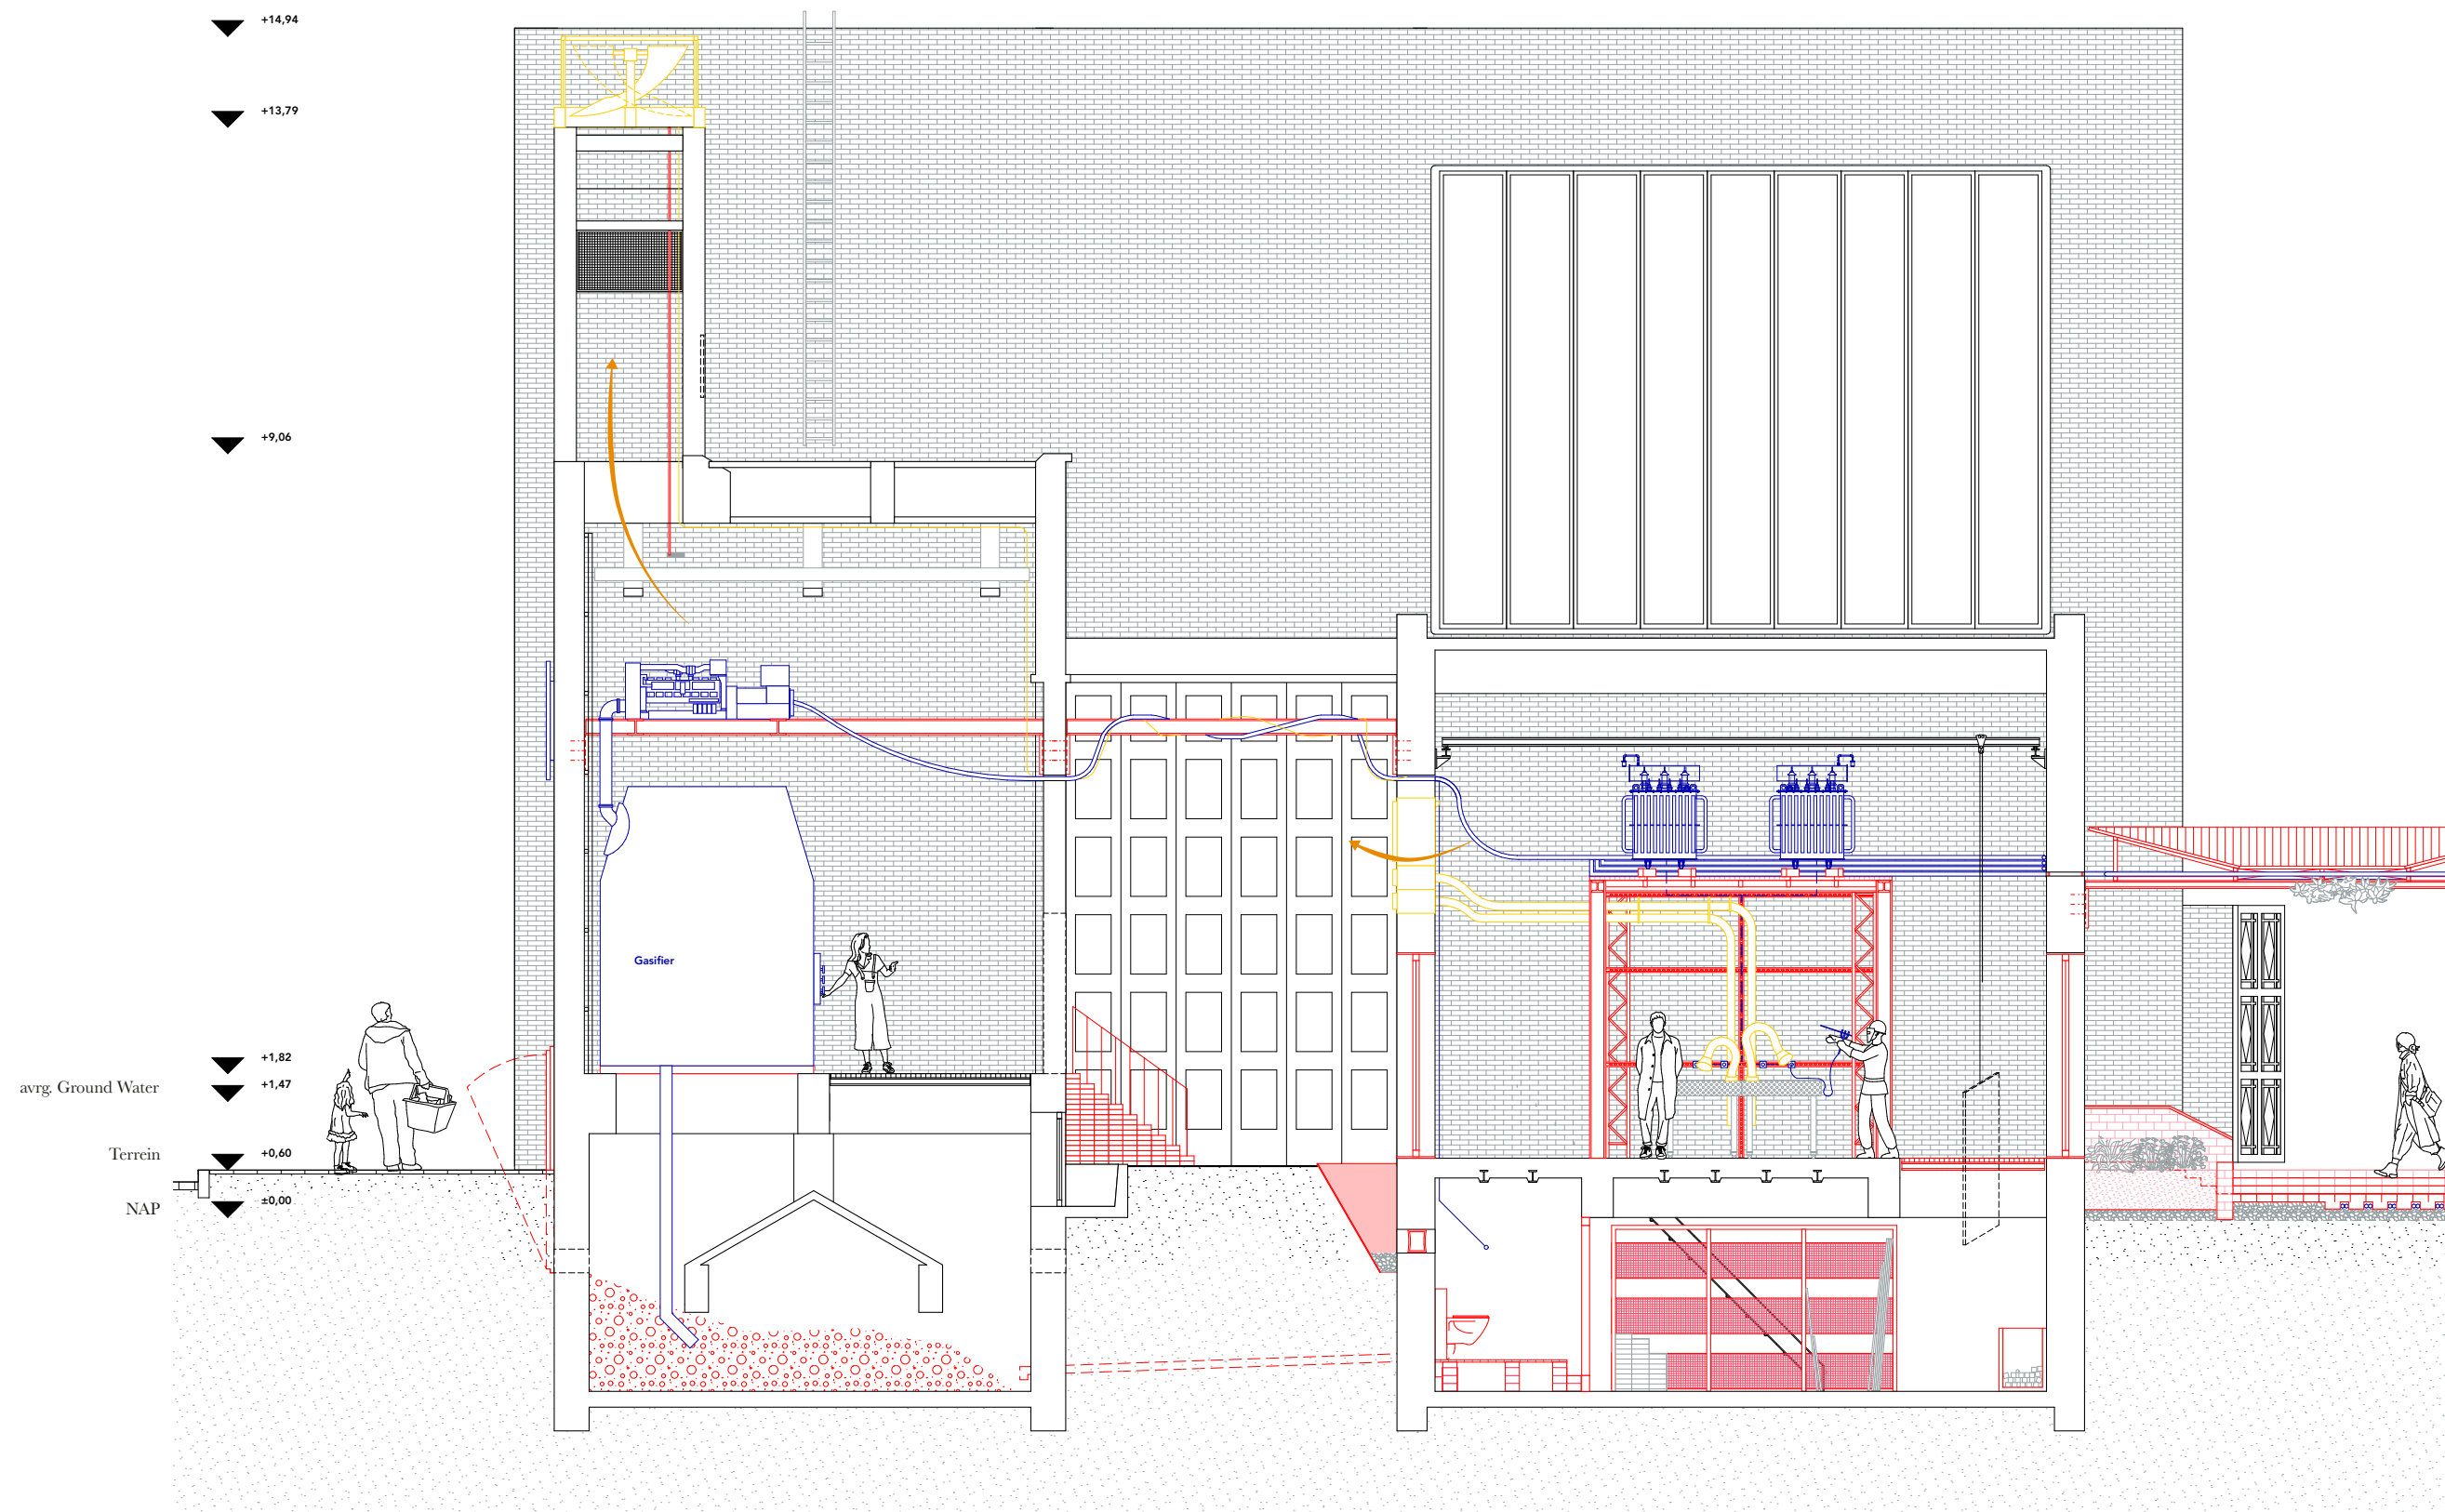 +14,94
+13,79
+9,06
+1,82
avrg. Ground Water +1,47
Terrein +0,60
NAP ±0,00
Gasifier